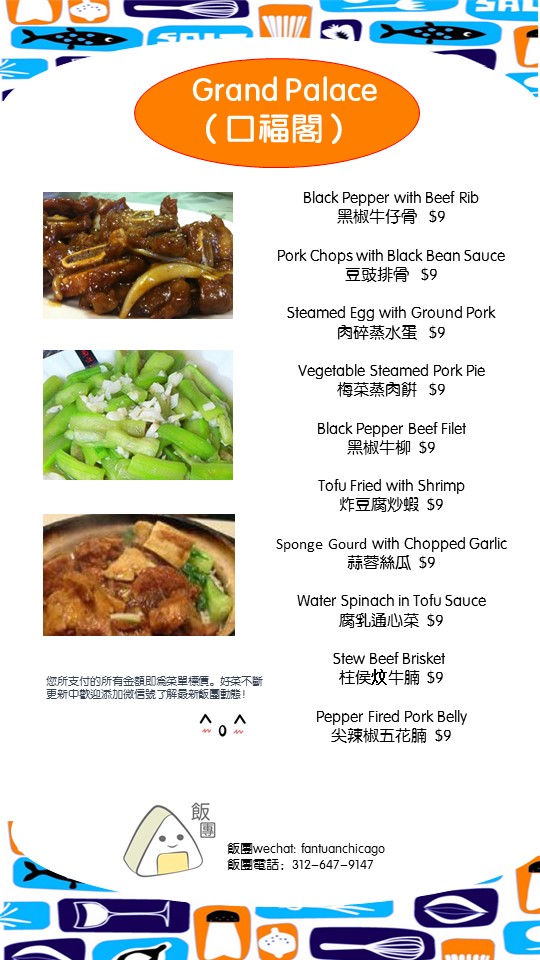 SALT
SALT
Grand Palace
（口福閣）
Black Pepper with Beef Rib
黑椒牛仔骨 $9
Pork Chops with Black Bean Sauce
豆豉排骨 $9
Steamed Egg with Ground Pork
肉碎蒸水蛋 $9
Vegetable Steamed Pork Pie
梅菜蒸肉餅 $9
Black Pepper Beef Filet
黑椒牛柳 $9
Tofu Fried with Shrimp
炸豆腐炒蝦 $9
Sponge Gourd with Chopped Garlic
蒜蓉絲瓜 $9
Water Spinach in Tofu Sauce
腐乳通心菜 $9
Stew Beef Brisket
柱侯炆牛腩 $9
Pepper Fired Pork Belly
尖辣椒五花腩 $9
您所支付的所有金額即爲菜單標價。好菜不斷
更新中歡迎添加微信號了解最新飯團動態！
飯
團
飯團wechat: fantuanchicago
飯團電話：312-647-9147